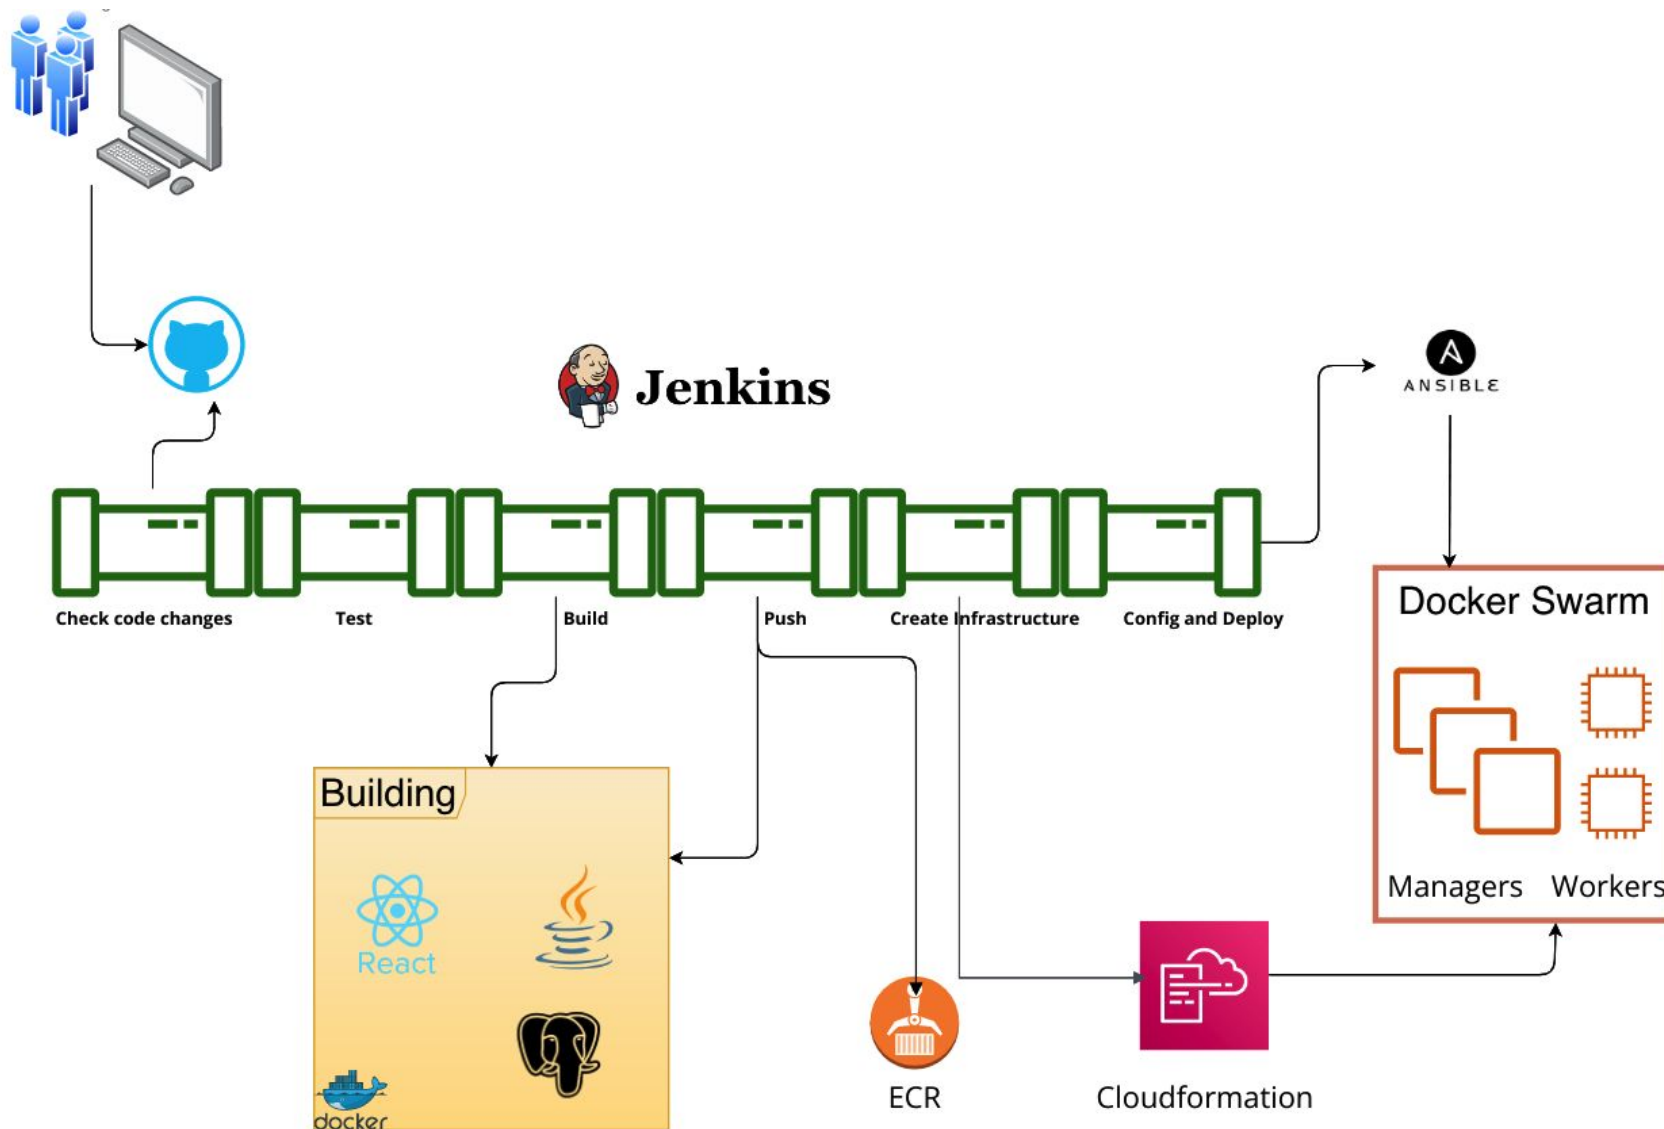 Jenkins
ANSIBLE
Check code changes
Test
Build
Push
Create Infrastructure
Config and Deploy
Docker Swarm
Managers
Workers
Building
React
docker
ECR
Cloudformation